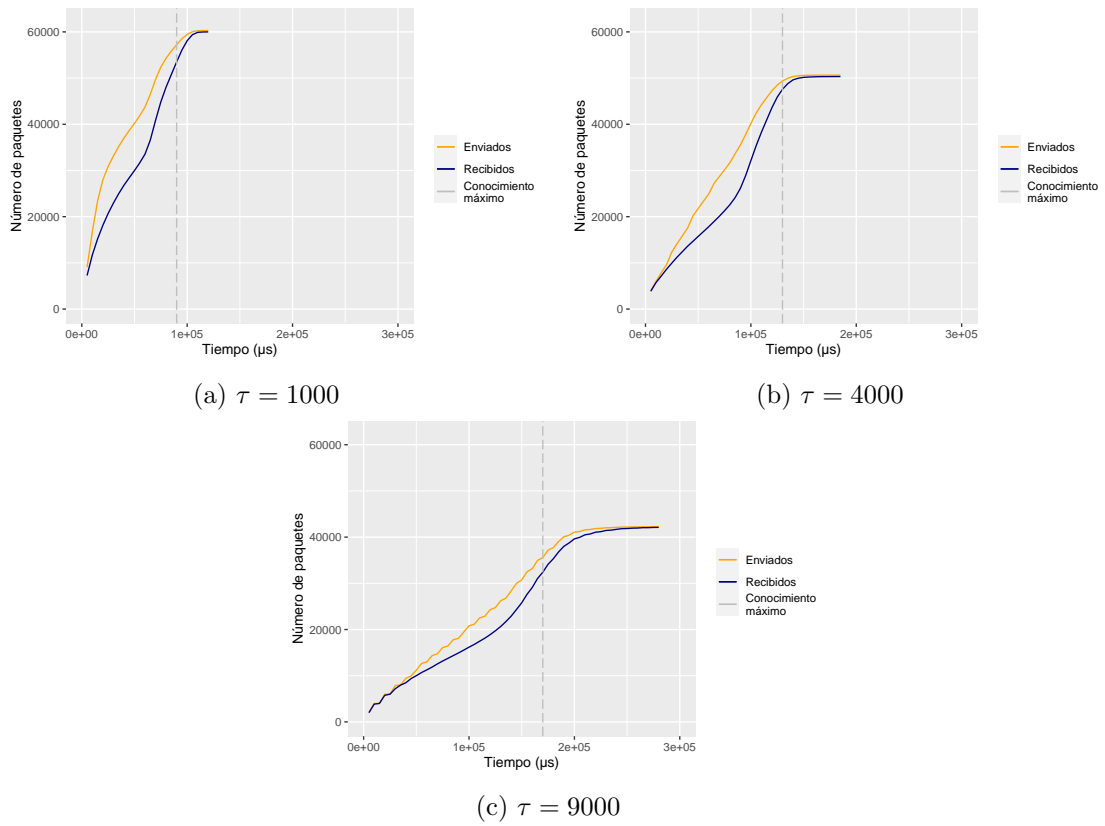 60000
40000
20000
0
Número de paquetes
0e+00 1e+05 2e+05 3e+05
Tiempo (µs)
Enviados
Recibidos
Conocimiento
máximo
(a) τ = 1000
60000
40000
20000
0
Número de paquetes
0e+00 1e+05 2e+05 3e+05
Tiempo (µs)
Enviados
Recibidos
Conocimiento
máximo
(b) τ = 4000
60000
40000
20000
0
Número de paquetes
0e+00 1e+05 2e+05 3e+05
Tiempo (µs)
Enviados
Recibidos
Conocimiento
máximo
(c) τ = 9000